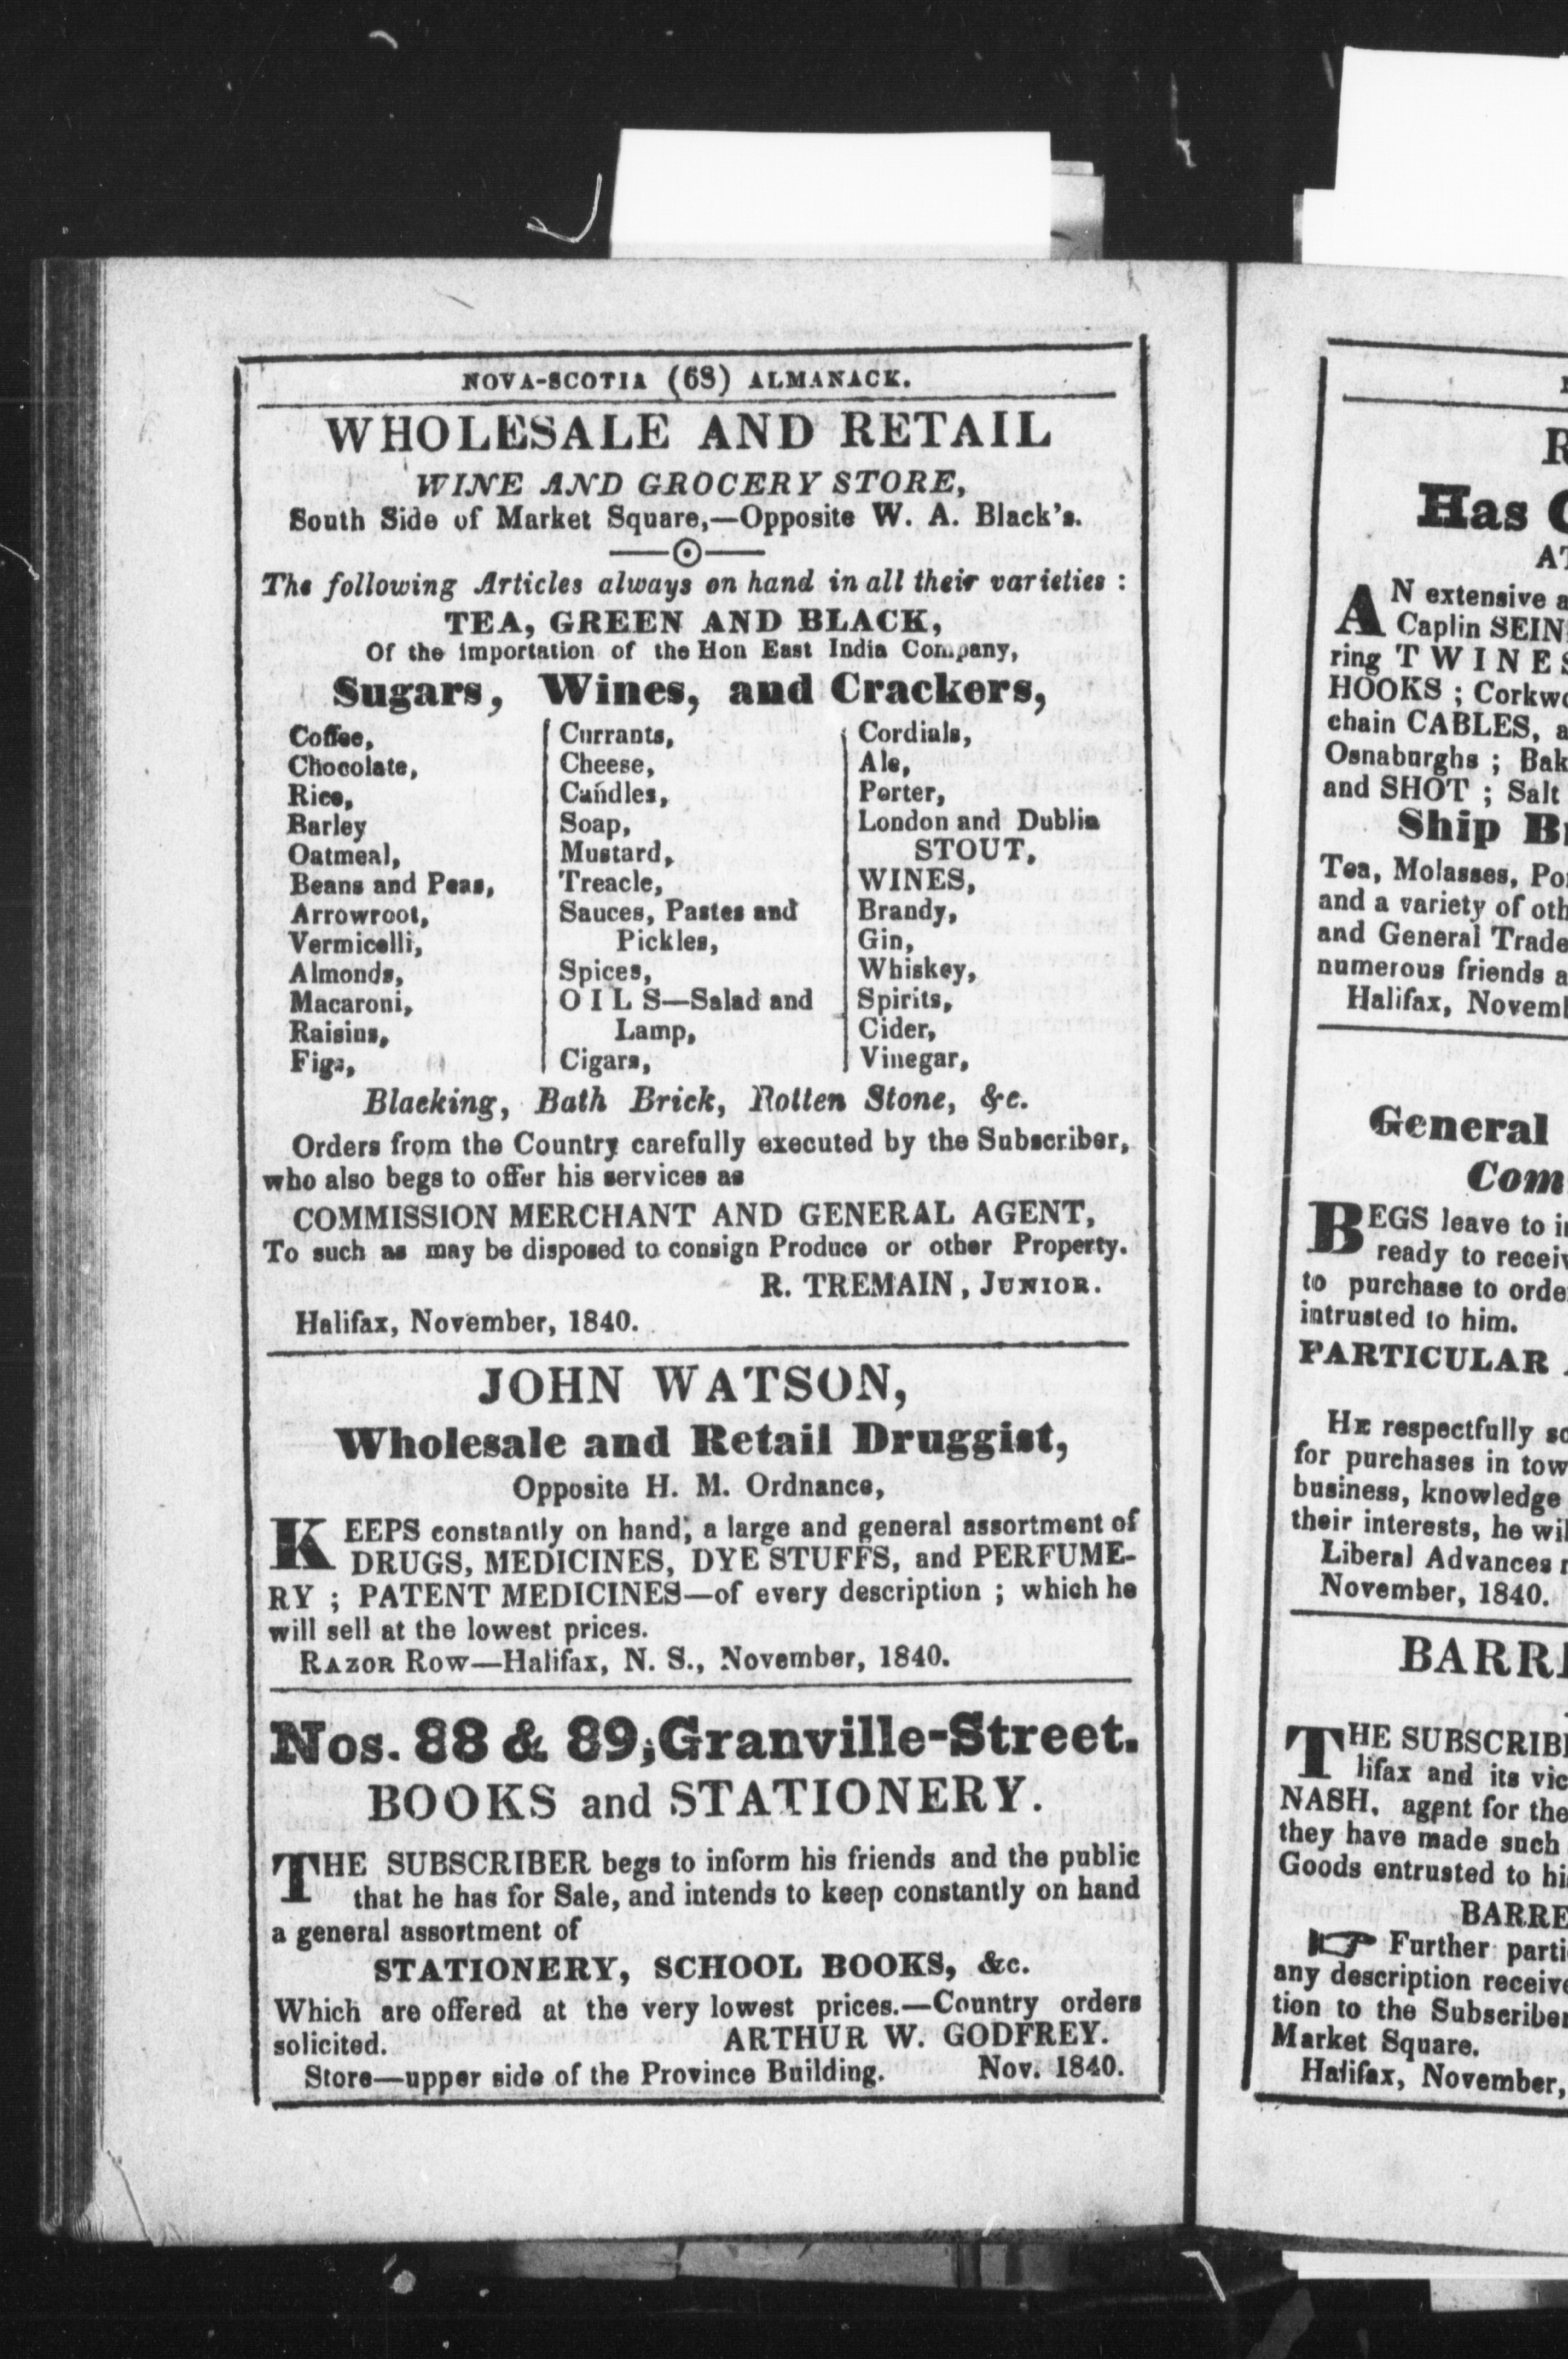 NOVA-SCOTIA (68) ALMANACK.
WHOLESALE AND RETAIL
WINE AND GROCERY STORE,
South Side of Market Square,—Opposite W. A. Black's.
The following Articles always on hand in all their varieties :
TEA, GREEN AND BLACK,
Of the importation of the Hon East India Company,
Sugars, Wines, and Crackers,
Coffee,
Chocolate,
Rice,
Barley
Oatmeal,
Beans and Peas,
Arrowroot,
Vermicelli,
Almonds,
Macaroni,
Raisins,
Figs,
Currants,
Cheese,
Candles,
Soap,
Mustard,
Treacle,
Sauces, Pastes and
Pickles,
Spices,
O I L S—Salad and
Lamp,
Cigars,
Cordials,
Ale,
Porter,
London and Dublin
STOUT,
WINES,
Brandy,
Gin,
Whiskey,
Spirits,
Cider,
Vinegar,
Blacking, Bath Brick, Rotten Stone, &c.
Orders from the Country carefully executed by the Subscriber,
who also begs to offer his services as
COMMISSION MERCHANT AND GENERAL AGENT,
To such as may be disposed to consign Produce or other Property.
R. TREMAIN, JUNIOR.
Halifax, November, 1840.
JOHN WATSON,
Wholesale and Retail Druggist,
Opposite H. M. Ordnance,
KEEPS constantly on hand, a large and general assortment of
DRUGS, MEDICINES, DYE STUFFS, and PERFUME-
RY ; PATENT MEDICINES—of every description ; which he
will sell at the lowest prices.
RAZOR ROW—Halifax, N. S., November, 1840.
Nos. 88 & 89, Granville-Street.
BOOKS and STATIONERY.
THE SUBSCRIBER begs to inform his friends and the public
that he has for Sale, and intends to keep constantly on hand
a general assortment of
STATIONERY, SCHOOL BOOKS, &c.
Which are offered at the very lowest prices.—Country orders
solicited. ARTHUR W. GODFREY.
Store—upper side of the Province Building. Nov. 1840.
Has
AN extensive
Caplin SEIN
ring T W I N E S
HOOKS ; Corkwo
chain CABLES,
Osnaburghs ; Bak
and SHOT ; Salt
Ship
Tea, Molasses,
and a variety of oth
and General Trade
numerous friends
Halifax, Novem
General
Com
BEGS leave to
ready to receiv
to purchase to orde
intrusted to him.
PARTICULAR
HE respectfully
for purchases in tow
business, knowledge
their interests, he wil
Liberal Advances
November, 1840.
BARR
THE SUBSCRIB
lifax and its vic
NASH, agent for the
they have made such
Goods entrusted to hi
BARRE
☞ Further parti
any description receive
tion to the Subscriber
Market Square.
Halifax, November,